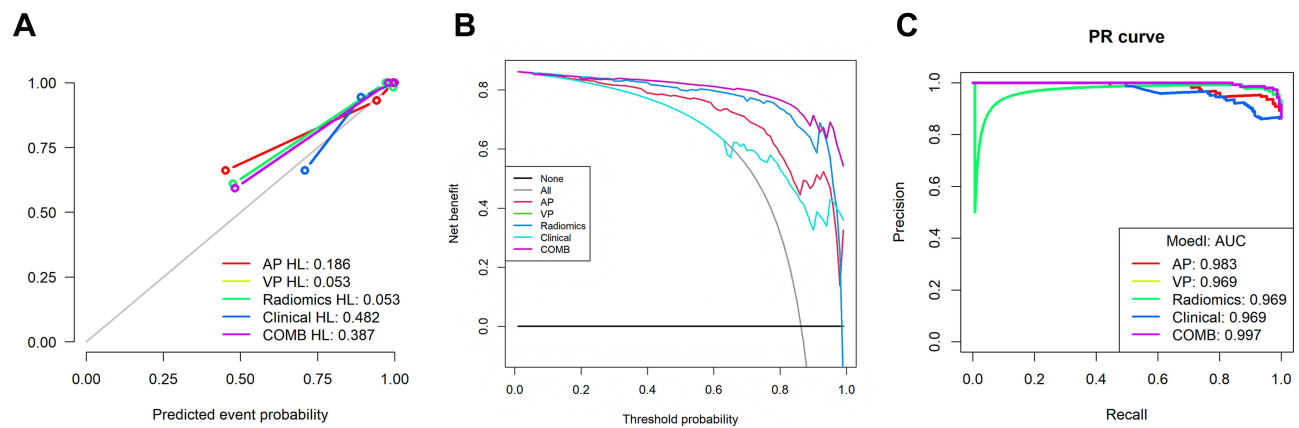 A
1.00
0.75
0.50
0.25
0.00
AP HL: 0.186
VP HL: 0.053
Radiomics HL: 0.053
Clinical HL: 0.482
COMB HL: 0.387
0.00
0.25
0.50
0.75
1.00
Predicted event probability
B
Net benefit
0.8
0.6
0.4
0.2
0.0
None
All
AP
VP
Radiomics
Clinical
COMB
0.0
0.2
0.4
0.6
0.8
1.0
Threshold probability
C
PR curve
Precision
1.0
0.8
0.6
0.4
0.2
0.0
Moedl: AUC
AP: 0.983
VP: 0.969
Radiomics: 0.969
Clinical: 0.969
COMB: 0.997
0.0
0.2
0.4
0.6
0.8
1.0
Recall